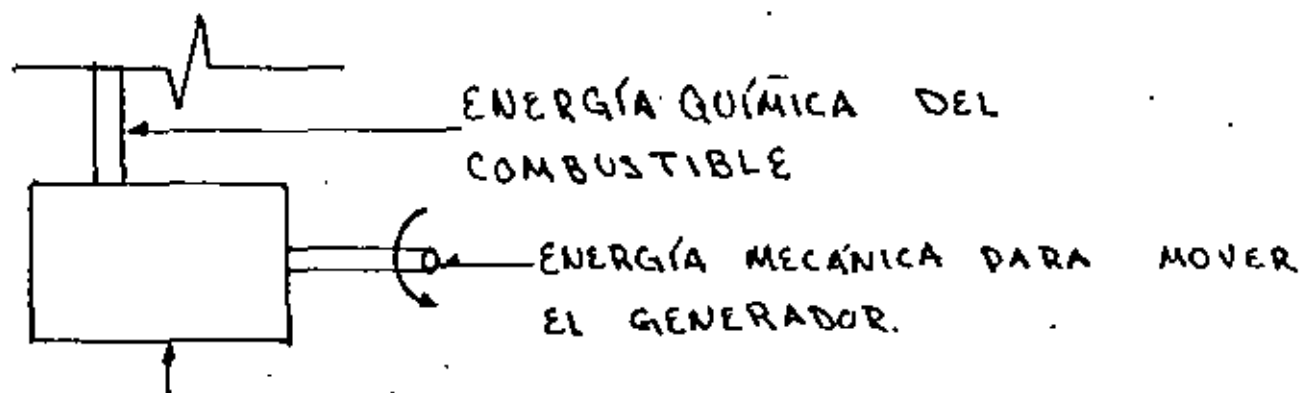 ENERGÍA QUÍMICA DEL
COMBUSTIBLE
ENERGÍA MECÁNICA PARA MOVER
EL GENERADOR.